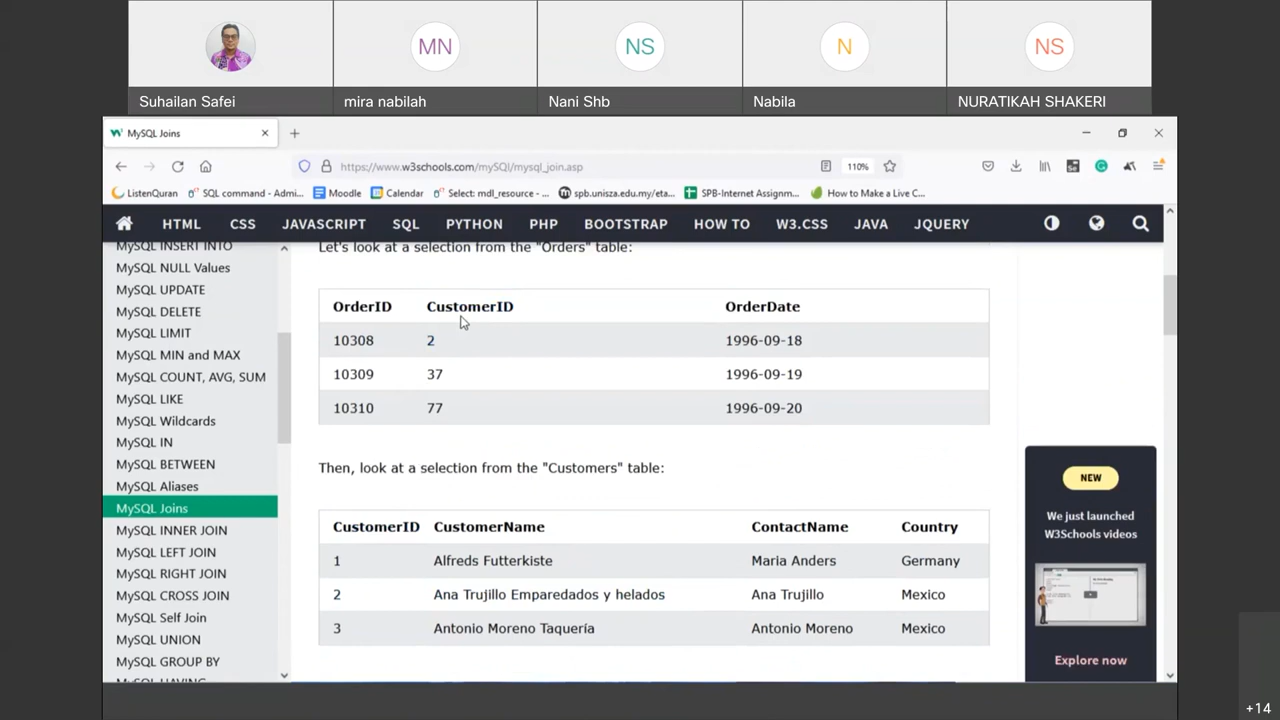 MN
NS
N
NS
Suhailan Safei
mira nabilah
Nani Shb
Nabila
NURATIKAH SHAKERI
MySQL Joins
https://www.w3schools.com/mySQl/mysql_join.asp
110%
ListenQuran
SQL command - Admi...
Moodle
Calendar
Select: mdl_resource - ...
spb.unisza.edu.my/eta...
SPB-Internet Assignm...
How to Make a Live C...
HTML
CSS
JAVASCRIPT
SQL
PYTHON
PHP
BOOTSTRAP
HOW TO
W3.CSS
JAVA
JQUERY
MySQL INSERT INTO
MySQL NULL Values
MySQL UPDATE
MySQL DELETE
MySQL LIMIT
MySQL MIN and MAX
MySQL COUNT, AVG, SUM
MySQL LIKE
MySQL Wildcards
MySQL IN
MySQL BETWEEN
MySQL Aliases
MySQL Joins
MySQL INNER JOIN
MySQL LEFT JOIN
MySQL RIGHT JOIN
MySQL CROSS JOIN
MySQL Self Join
MySQL UNION
MySQL GROUP BY
MySQL HAVING
Let's look at a selection from the "Orders" table:
OrderID CustomerID OrderDate
10308 2 1996-09-18
10309 37 1996-09-19
10310 77 1996-09-20
Then, look at a selection from the "Customers" table:
CustomerID CustomerName ContactName Country
1 Alfreds Futterkiste Maria Anders Germany
2 Ana Trujillo Emparedados y helados Ana Trujillo Mexico
3 Antonio Moreno Taquería Antonio Moreno Mexico
NEW
We just launched
W3Schools videos
Explore now
+14